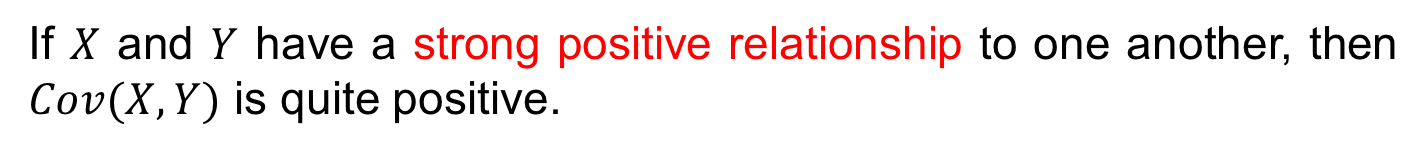 If X and Y have a strong positive relationship to one another, then
Cov(X, Y) is quite positive.